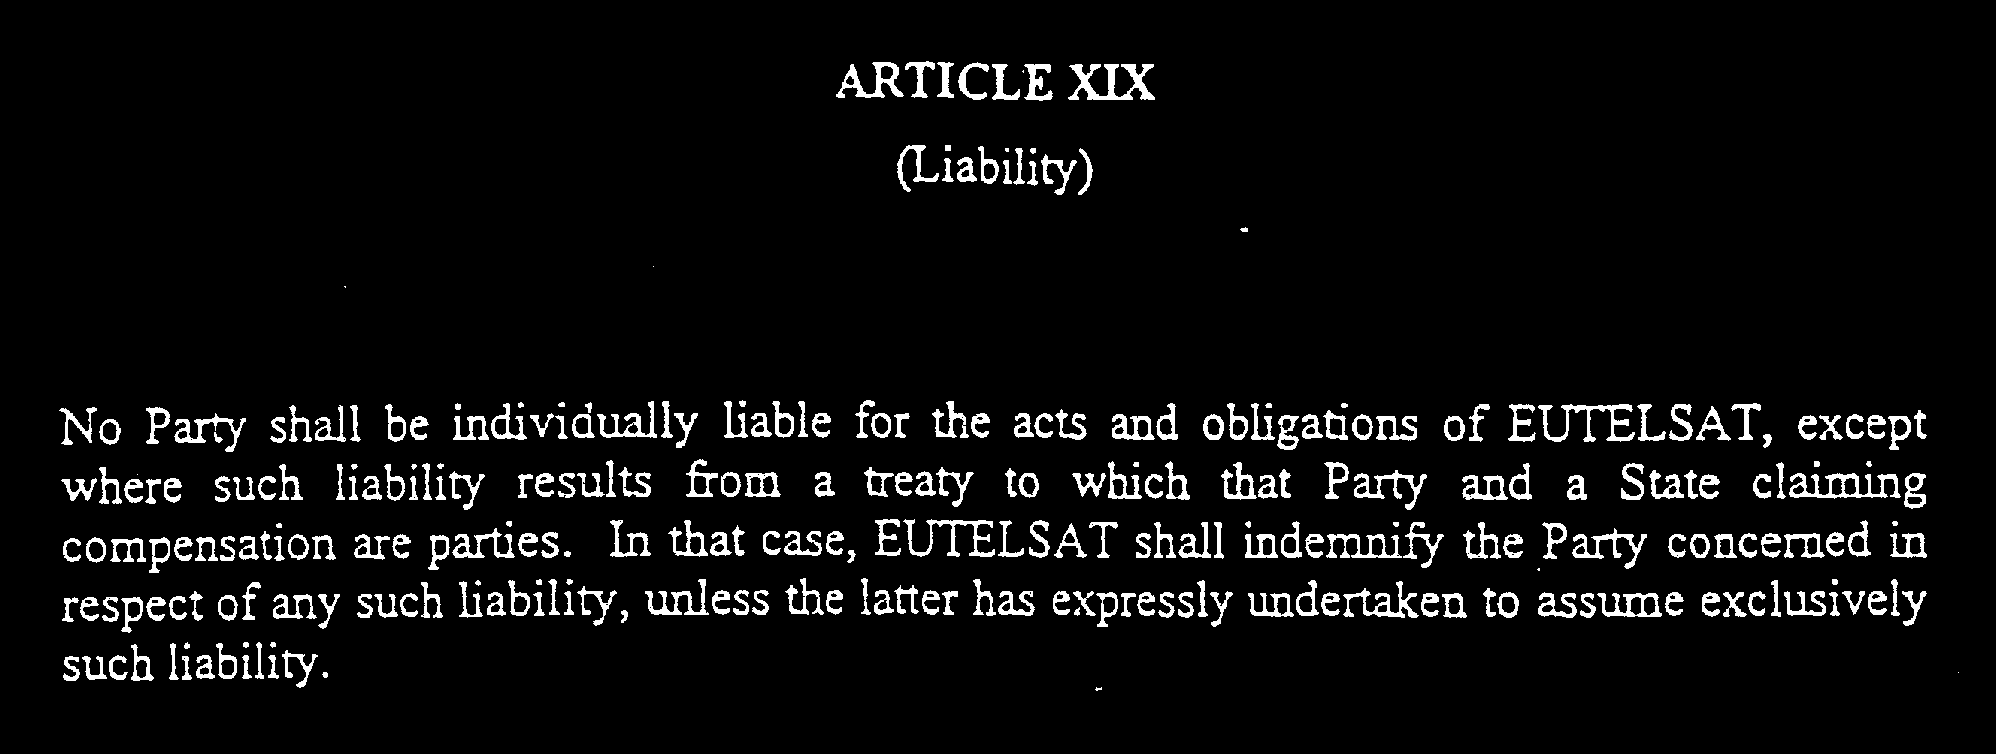 ARTICLE XIX
(Liability)
No Party shall be individually liable for the acts and obligations of EUTELSAT, except
where such liability results from a treaty to which that Party and a State claiming
compensation are parties. In that case, EUTELSAT shall indemnify the Party concerned in
respect of any such liability, unless the latter has expressly undertaken to assume exclusively
such liability.